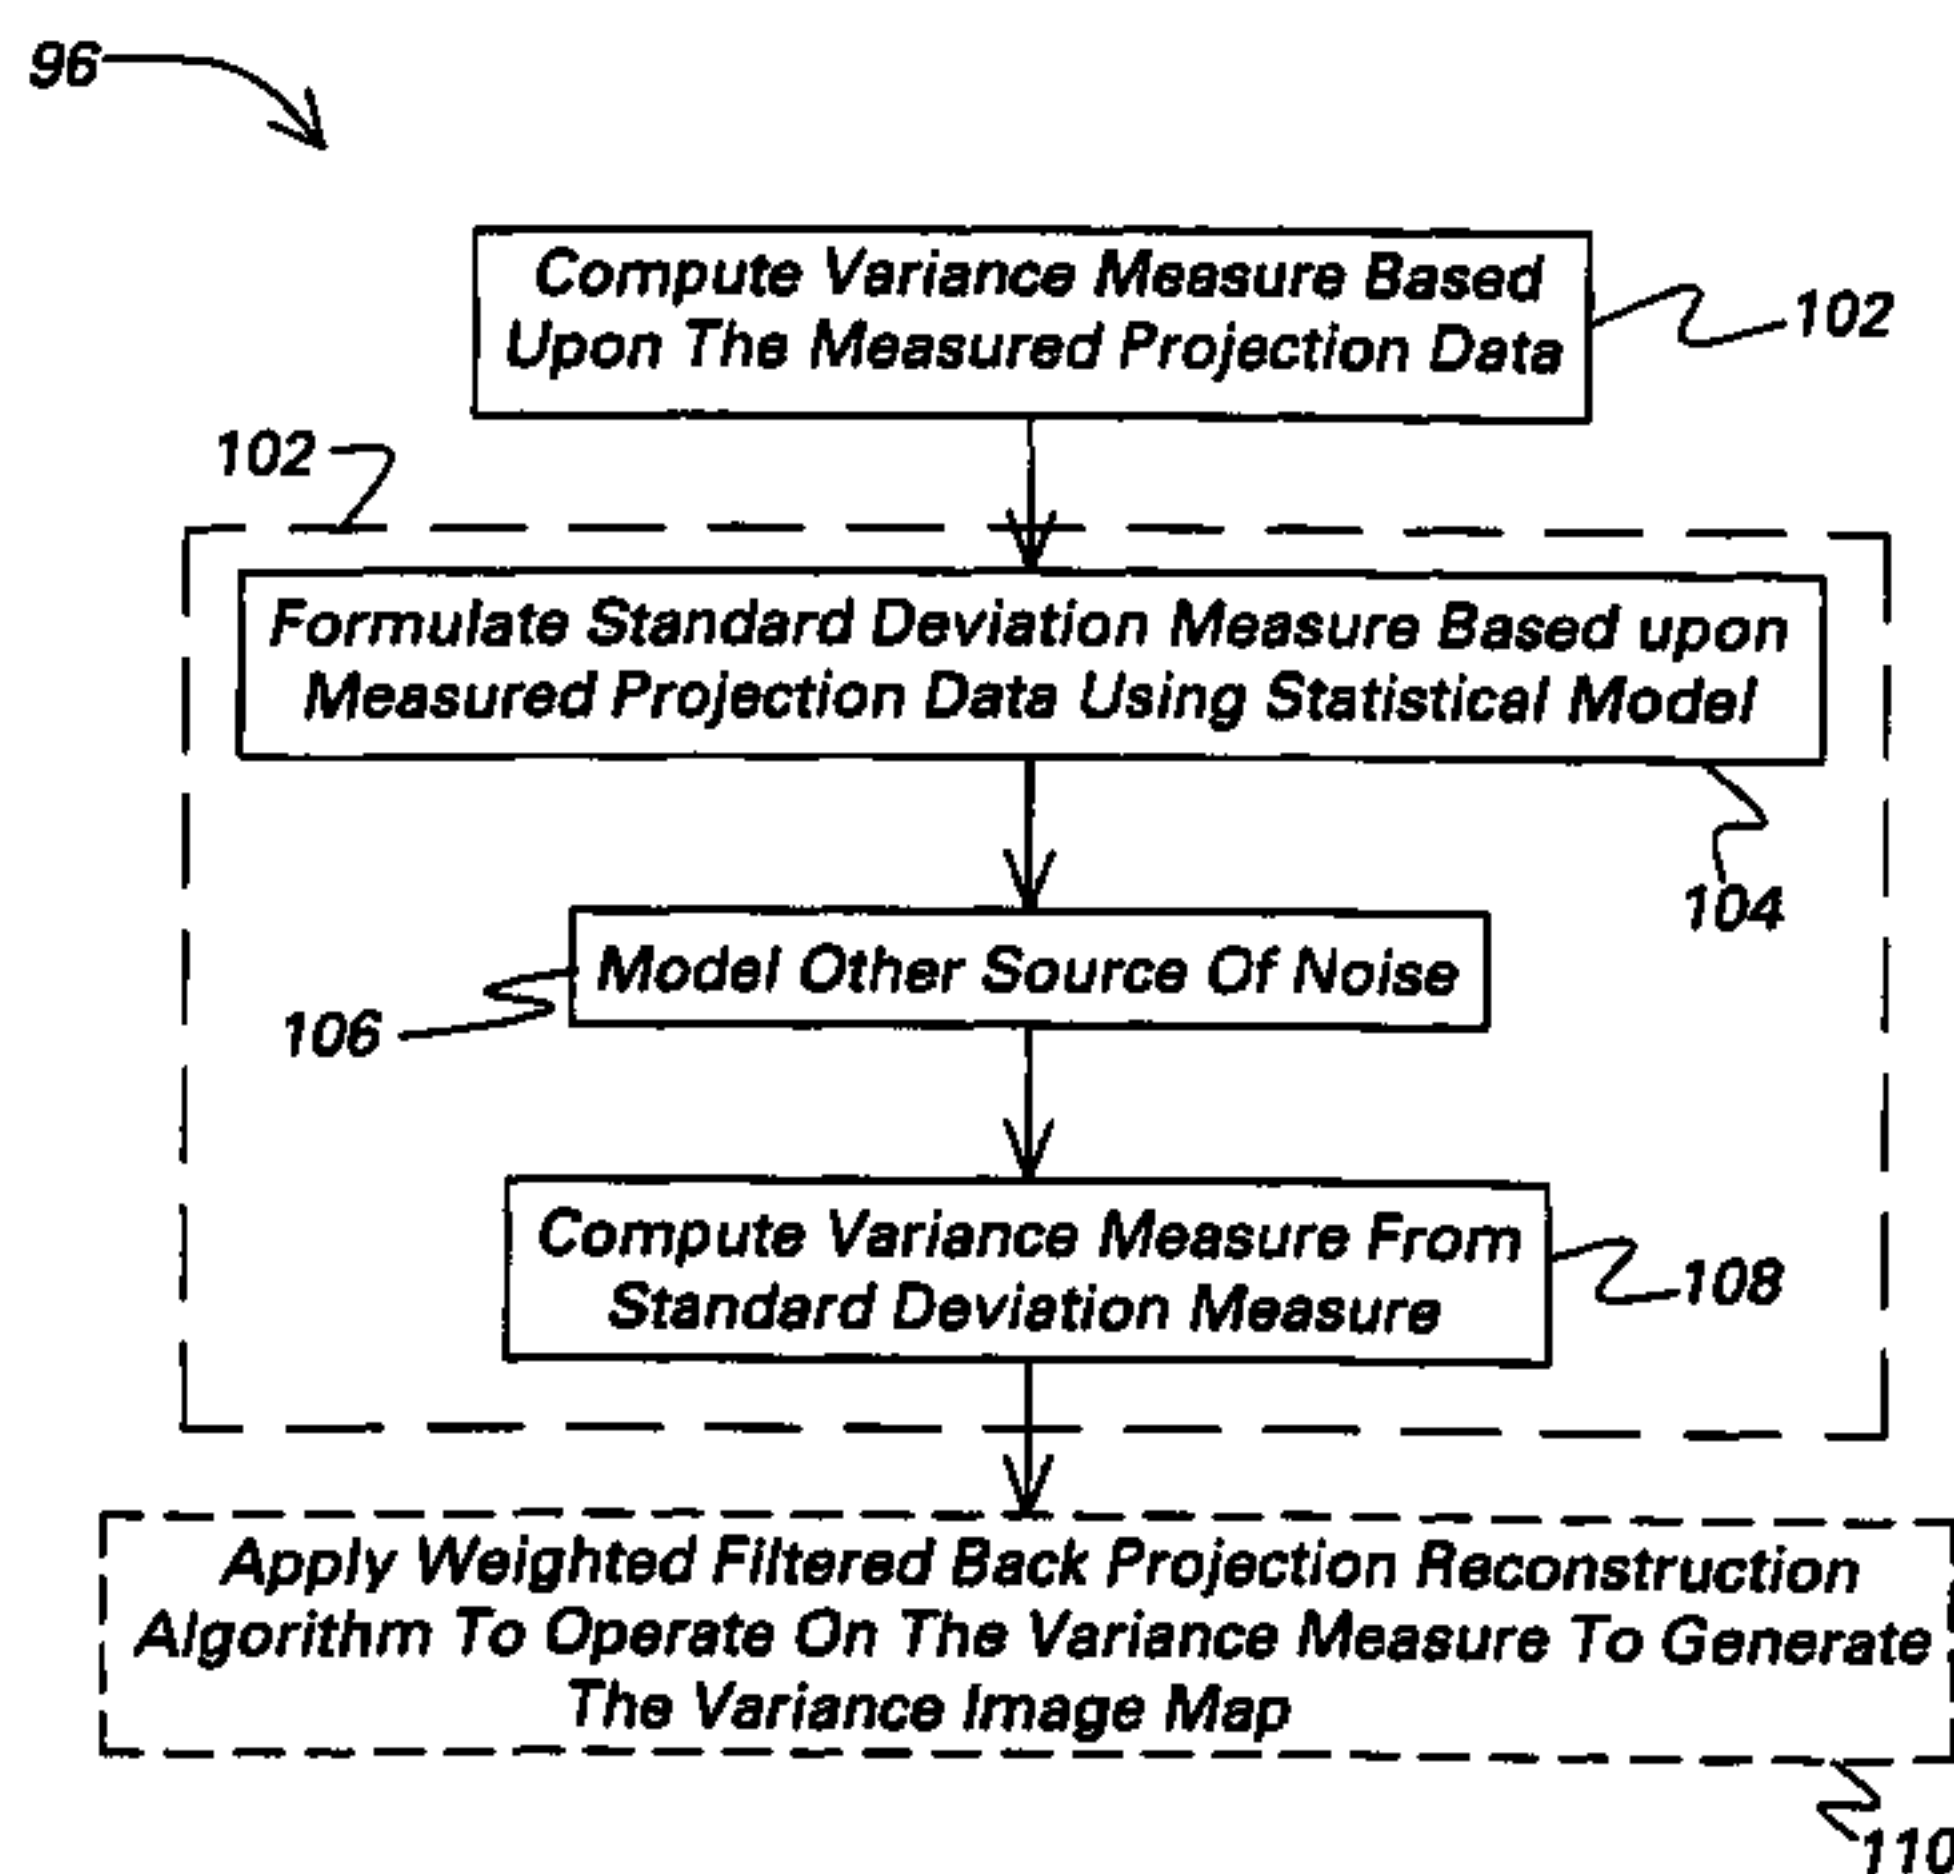 96
Compute Variance Measure Based
Upon The Measured Projection Data
102
102
Formulate Standard Deviation Measure Based upon
Measured Projection Data Using Statistical Model
104
Model Other Source Of Noise
106
Compute Variance Measure From
Standard Deviation Measure
108
Apply Weighted Filtered Back Projection Reconstruction
Algorithm To Operate On The Variance Measure To Generate
The Variance Image Map
110